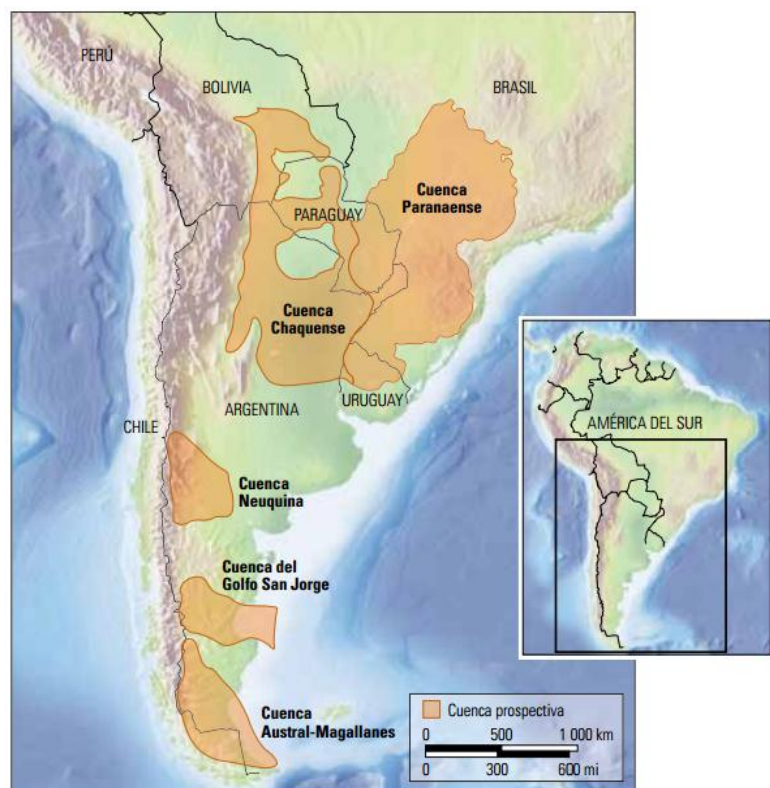 PERÚ
BOLIVIA
BRASIL
Cuenca
Paranaense
PARAGUAY
Cuenca
Chaquense
ARGENTINA
URUGUAY
CHILE
AMÉRICA DEL SUR
Cuenca
Neuquina
Cuenca del
Golfo San Jorge
Cuenca
Austral-Magallanes
Cuenca prospectiva
0 500 1 000 km
0 300 600 mi